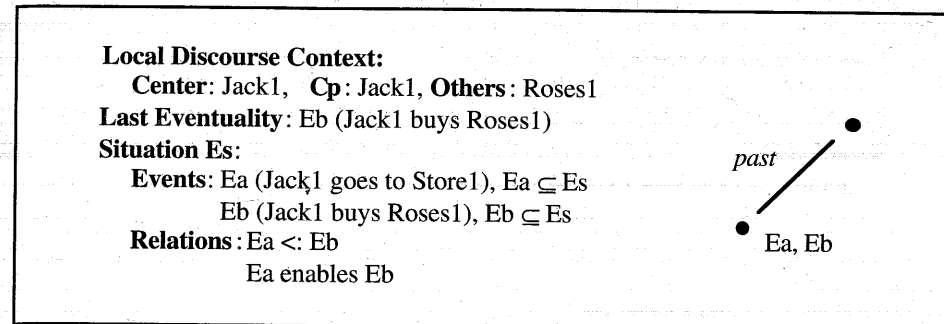 Local Discourse Context:
Center: Jack1, Cp: Jack1, Others: Roses1
Last Eventuality: Eb (Jack1 buys Roses1)
Situation Es:
Events: Ea (Jack1 goes to Store1), Ea ⊆ Es
Eb (Jack1 buys Roses1), Eb ⊆ Es
Relations: Ea <: Eb
Ea enables Eb
past
Ea, Eb